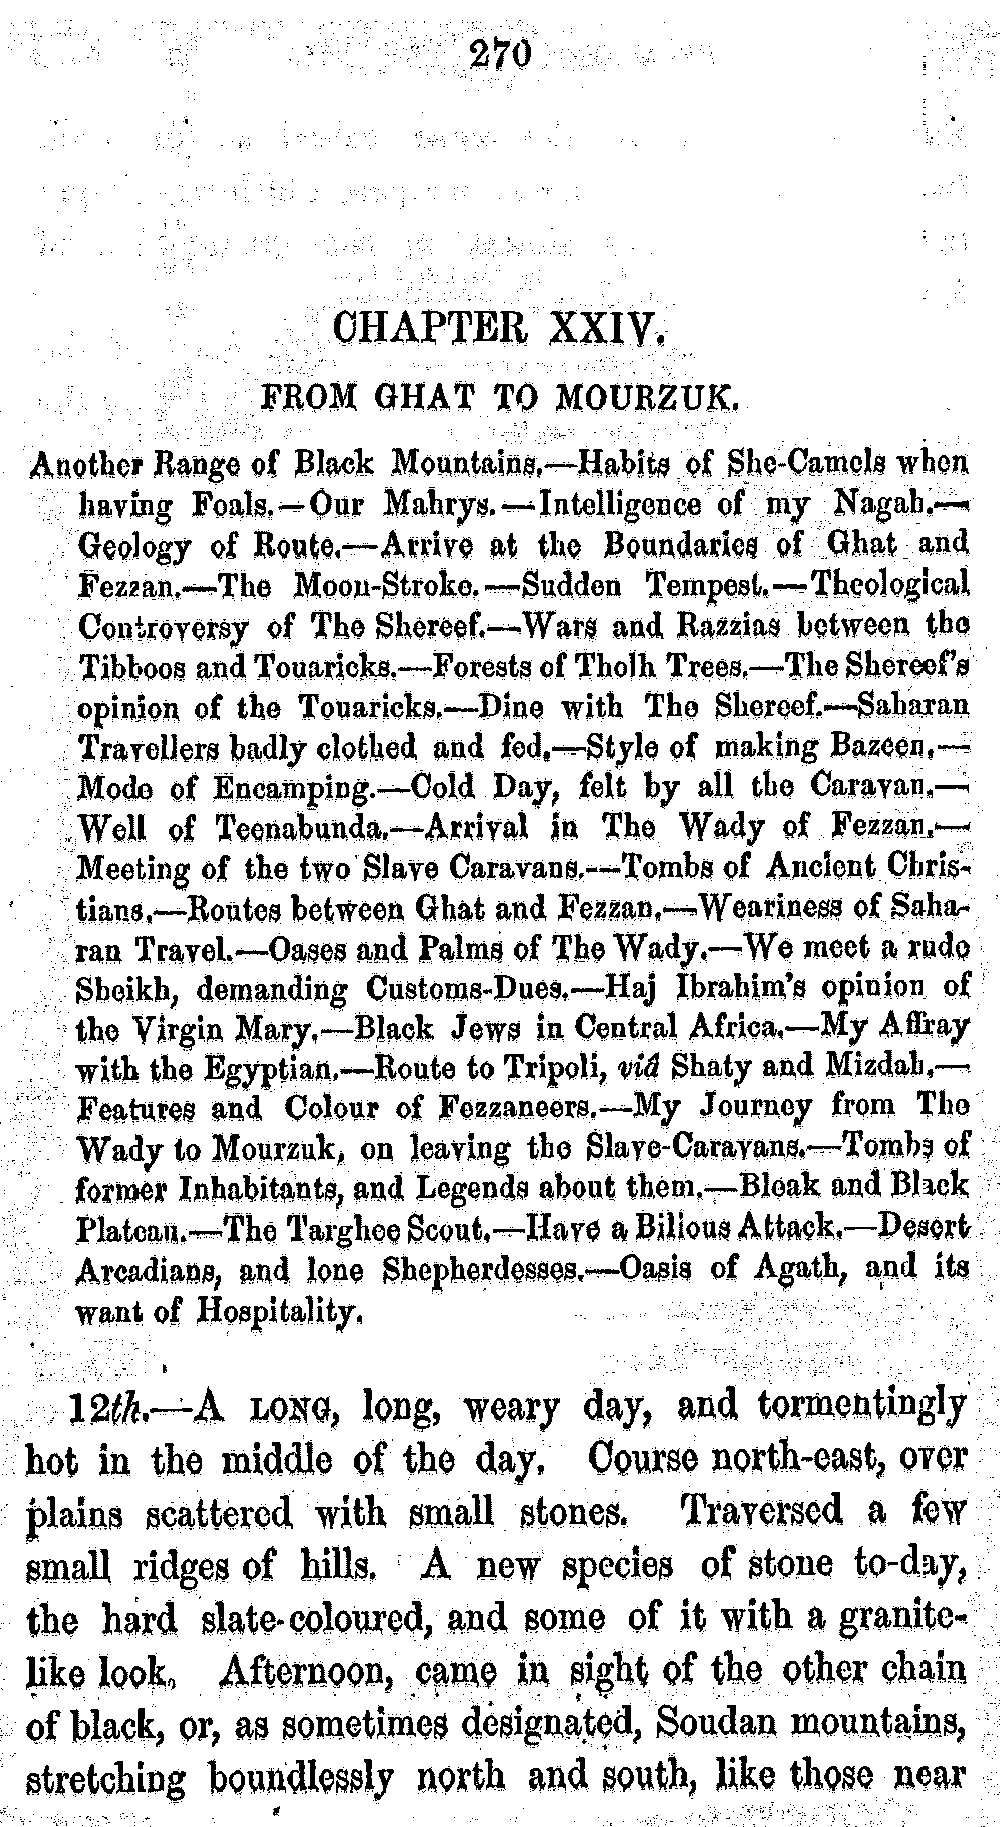 270
CHAPTER XXIV.
FROM GHAT TO MOURZUK.
Another Range of Black Mountains.—Habits of She-Camels when
having Foals.—Our Mahrys.—Intelligence of my Nagah.—
Geology of Route.—Arrive at the Boundaries of Ghat and
Fezzan.—The Moon-Stroke.—Sudden Tempest.—Theological
Controversy of The Shereef.—Wars and Razzias between the
Tibboos and Touaricks.—Forests of Tholh Trees.—The Shereef's
opinion of the Touaricks.—Dine with The Shereef.—Saharan
Travellers badly clothed and fed.—Style of making Bazeen.—
Mode of Encamping.—Cold Day, felt by all the Caravan.—
Well of Teenabunda.—Arrival in The Wady of Fezzan.—
Meeting of the two Slave Caravans.—Tombs of Ancient Chris-
tians.—Routes between Ghat and Fezzan.—Weariness of Saha-
ran Travel.—Oases and Palms of The Wady.—We meet a rude
Sheikh, demanding Customs-Dues.—Haj Ibrahim's opinion of
the Virgin Mary.—Black Jews in Central Africa.—My Affray
with the Egyptian.—Route to Tripoli, viâ Shaty and Mizdah.—
Features and Colour of Fezzaneers.—My Journey from The
Wady to Mourzuk, on leaving the Slave-Caravans.—Tombs of
former Inhabitants, and Legends about them.—Bleak and Black
Plateau.—The Targhee Scout.—Have a Bilious Attack.—Desert
Arcadians, and lone Shepherdesses.—Oasis of Agath, and its
want of Hospitality.
12th.—A LONG, long, weary day, and tormentingly
hot in the middle of the day. Course north-east, over
plains scattered with small stones. Traversed a few
small ridges of hills. A new species of stone to-day,
the hard slate-coloured, and some of it with a granite-
like look. Afternoon, came in sight of the other chain
of black, or, as sometimes designated, Soudan mountains,
stretching boundlessly north and south, like those near